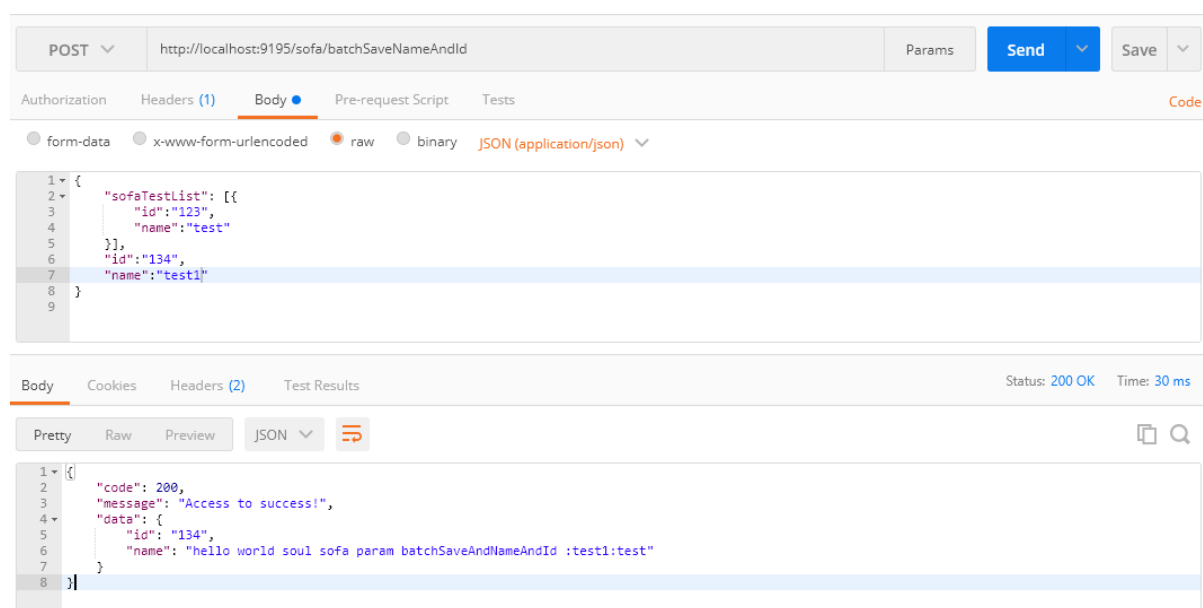 POST http://localhost:9195/sofa/batchSaveNameAndId Params Send Save
Authorization Headers (1) Body Pre-request Script Tests Code
form-data x-www-form-urlencoded raw binary JSON (application/json)
1 {
2 "sofaTestList": [{
3 "id":"123",
4 "name":"test"
5 }],
6 "id":"134",
7 "name":"test1"
8 }
9
Body Cookies Headers (2) Test Results Status: 200 OK Time: 30 ms
Pretty Raw Preview JSON
1 {
2 "code": 200,
3 "message": "Access to success!",
4 "data": {
5 "id": "134",
6 "name": "hello world soul sofa param batchSaveAndNameAndId :test1:test"
7 }
8 }